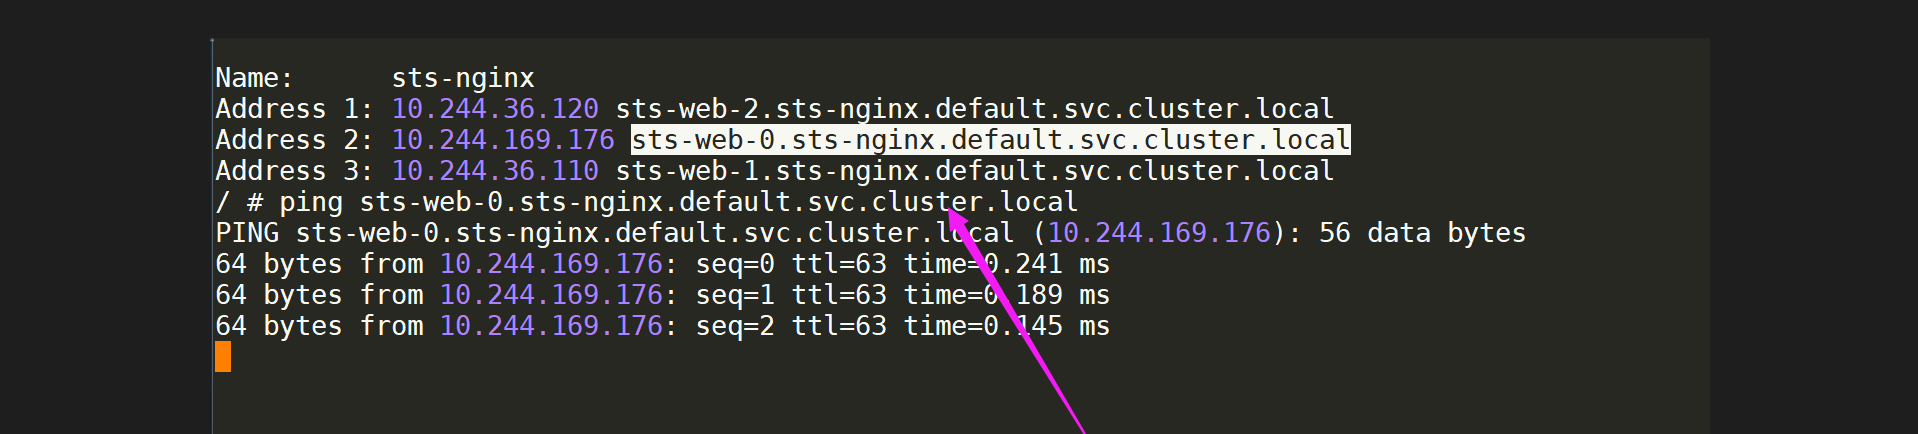 Name:      sts-nginx
Address 1: 10.244.36.120 sts-web-2.sts-nginx.default.svc.cluster.local
Address 2: 10.244.169.176 sts-web-0.sts-nginx.default.svc.cluster.local
Address 3: 10.244.36.110 sts-web-1.sts-nginx.default.svc.cluster.local
/ # ping sts-web-0.sts-nginx.default.svc.cluster.local
PING sts-web-0.sts-nginx.default.svc.cluster.local (10.244.169.176): 56 data bytes
64 bytes from 10.244.169.176: seq=0 ttl=63 time=0.241 ms
64 bytes from 10.244.169.176: seq=1 ttl=63 time=0.189 ms
64 bytes from 10.244.169.176: seq=2 ttl=63 time=0.145 ms